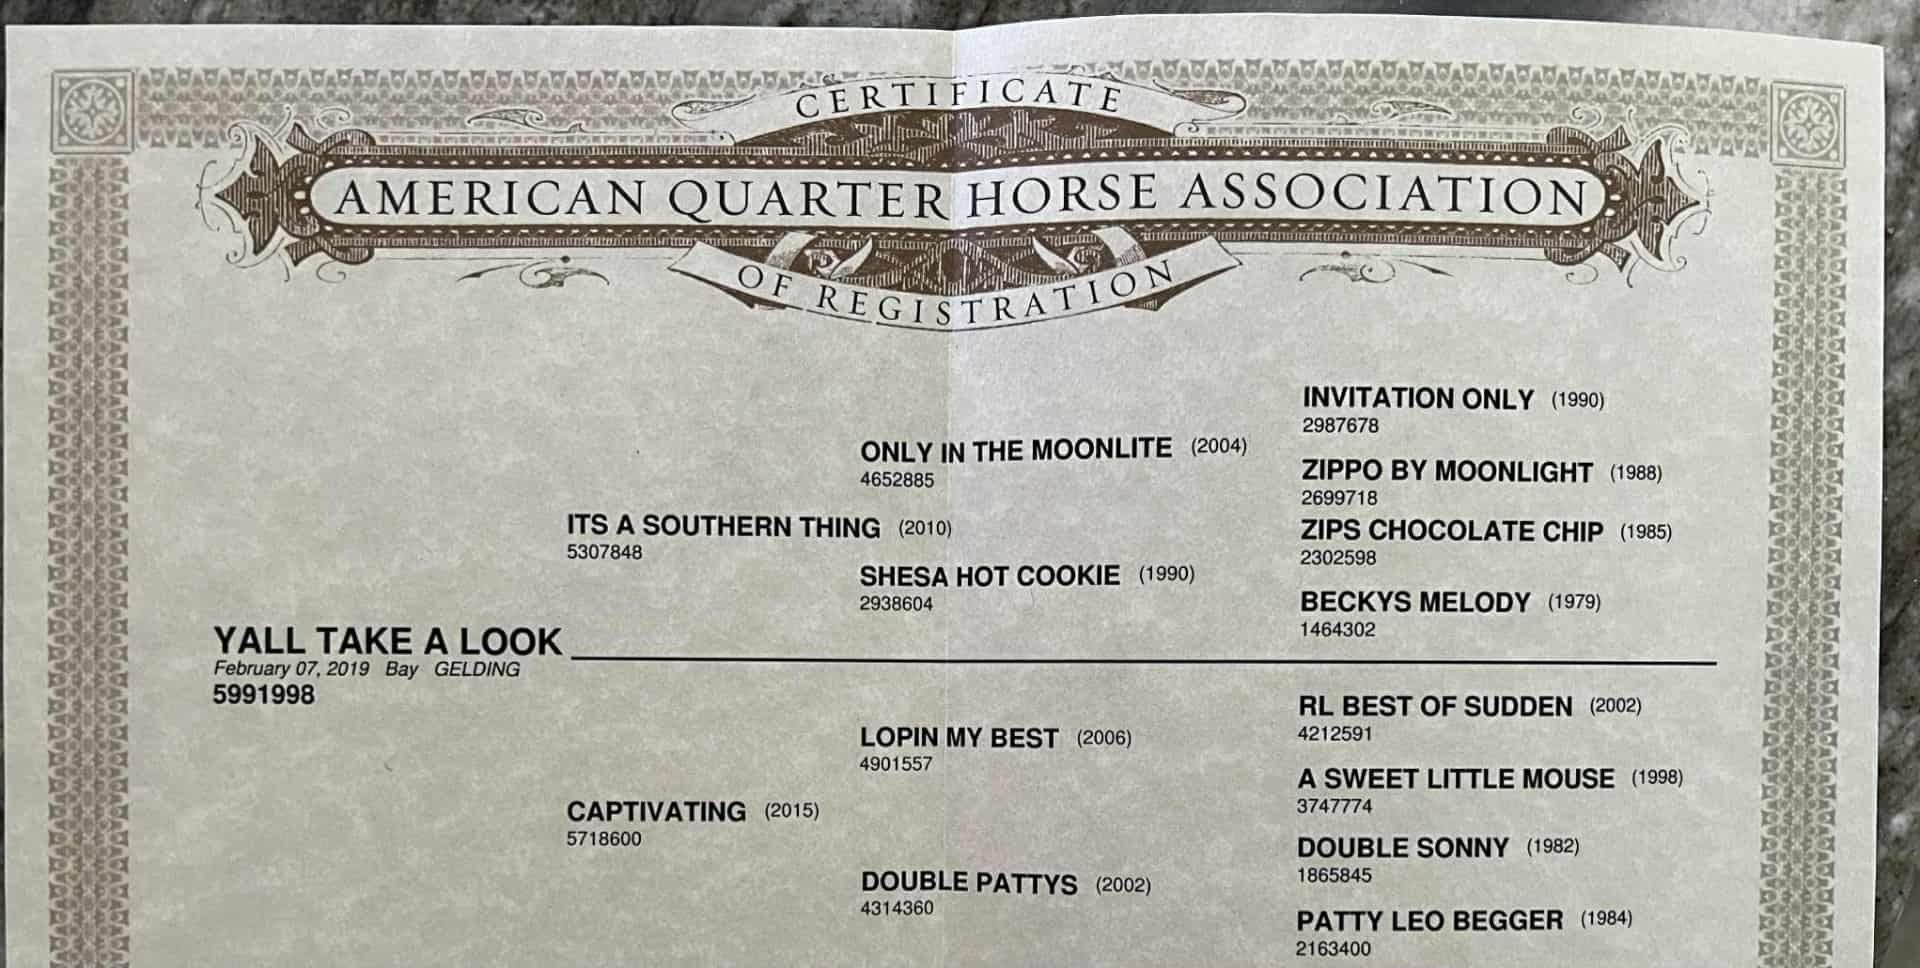 CERTIFICATE
AMERICAN QUARTER HORSE ASSOCIATION
OF REGISTRATION
INVITATION ONLY (1990)
2987678
ONLY IN THE MOONLITE (2004)
4652885
ZIPPO BY MOONLIGHT (1988)
2699718
ITS A SOUTHERN THING (2010)
5307848
ZIPS CHOCOLATE CHIP (1985)
2302598
SHESA HOT COOKIE (1990)
2938604
BECKYS MELODY (1979)
1464302
YALL TAKE A LOOK
February 07, 2019 Bay GELDING
5991998
RL BEST OF SUDDEN (2002)
4212591
LOPIN MY BEST (2006)
4901557
A SWEET LITTLE MOUSE (1998)
3747774
CAPTIVATING (2015)
5718600
DOUBLE SONNY (1982)
1865845
DOUBLE PATTYS (2002)
4314360
PATTY LEO BEGGER (1984)
2163400